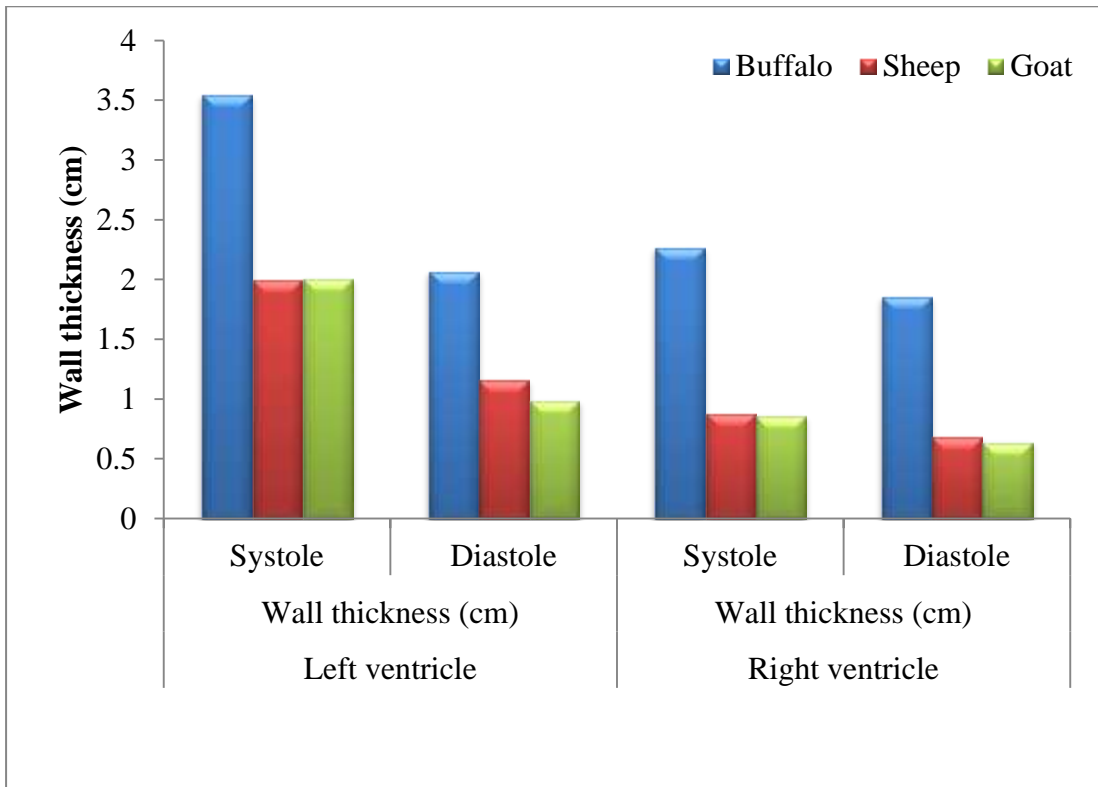 4
3.5
3
2.5
2
1.5
1
0.5
0
Wall thickness (cm)
Buffalo Sheep Goat
Systole Diastole Systole Diastole
Wall thickness (cm) Wall thickness (cm)
Left ventricle Right ventricle